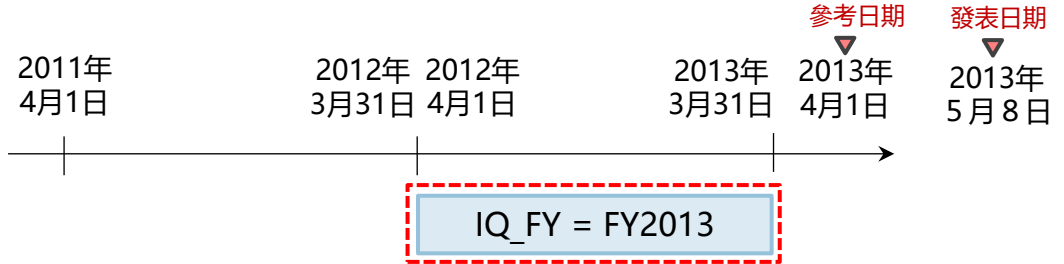 參考日期
發表日期
2011年
4月1日
2012年
3月31日
2012年
4月1日
2013年
3月31日
2013年
4月1日
2013年
5月8日
IQ_FY = FY2013